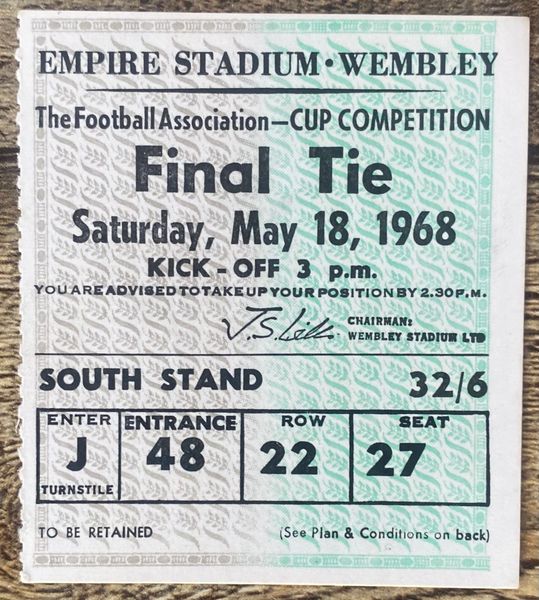 EMPIRE STADIUM · WEMBLEY
The Football Association—CUP COMPETITION
Final Tie
Saturday, May 18, 1968
KICK - OFF 3 p.m.
YOU ARE ADVISED TO TAKE UP YOUR POSITION BY 2.30 P.M.
CHAIRMAN:
WEMBLEY STADIUM LTD
SOUTH STAND 32/6
ENTER ENTRANCE ROW SEAT
J 48 22 27
TURNSTILE
TO BE RETAINED (See Plan & Conditions on back)